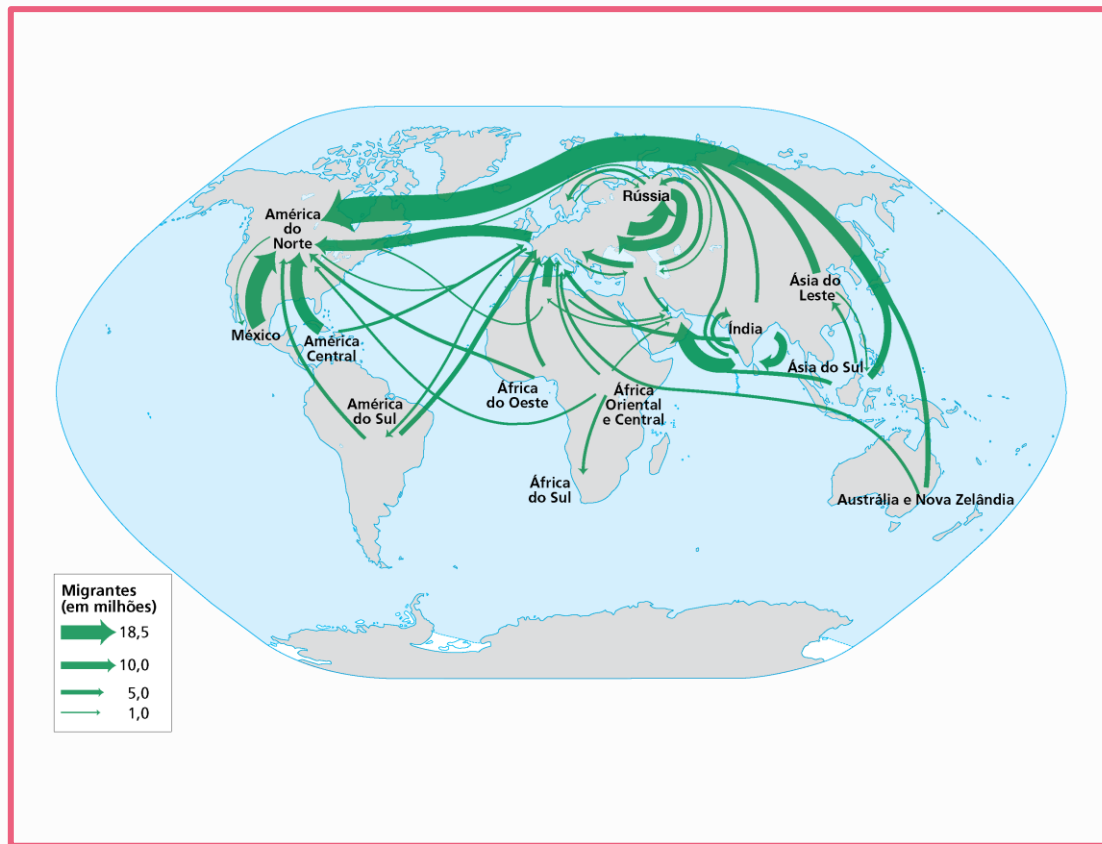 Rússia
América
do
Norte
Ásia do
Leste
México
América
Central
Índia
Ásia do Sul
África
do Oeste
África
Oriental
e Central
América
do Sul
África
do Sul
Austrália e Nova Zelândia
Migrantes
(em milhões)
18,5
10,0
5,0
1,0